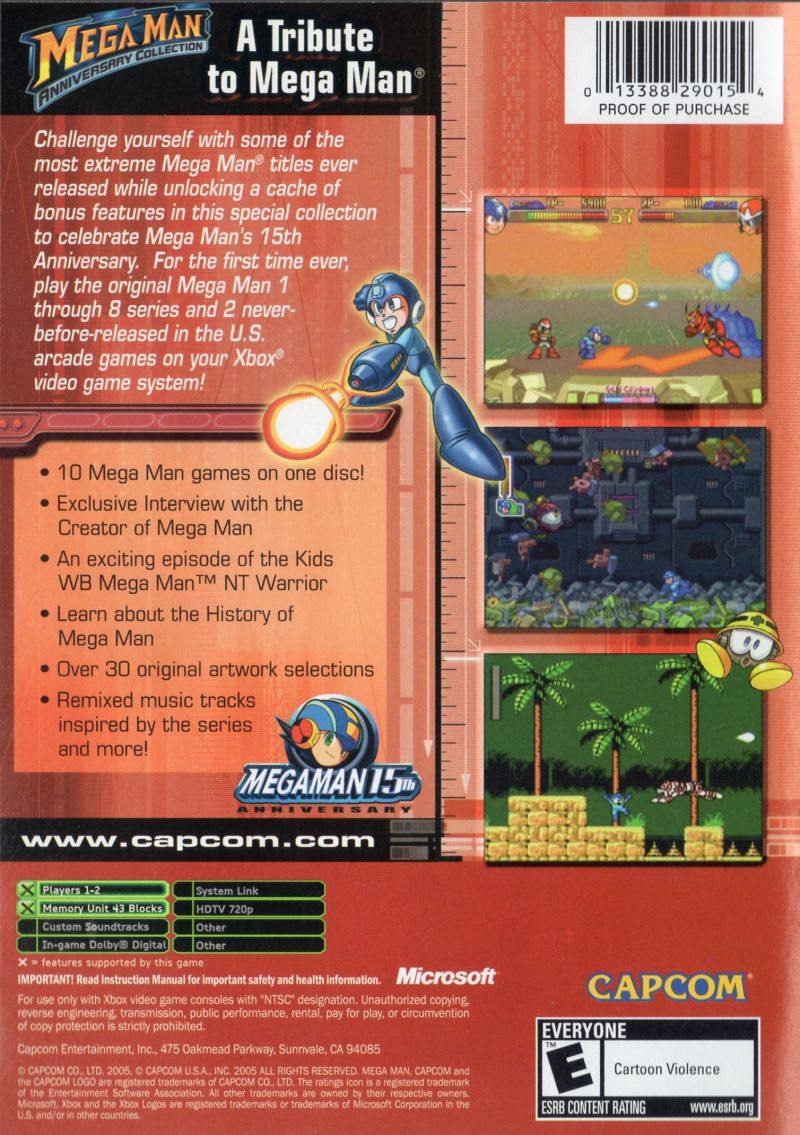 MEGA MAN
ANNIVERSARY COLLECTION
A Tribute
to Mega Man®
0 13388 29015 4
PROOF OF PURCHASE
Challenge yourself with some of the
most extreme Mega Man® titles ever
released while unlocking a cache of
bonus features in this special collection
to celebrate Mega Man's 15th
Anniversary. For the first time ever,
play the original Mega Man 1
through 8 series and 2 never-
before-released in the U.S.
arcade games on your Xbox®
video game system!
• 10 Mega Man games on one disc!
• Exclusive Interview with the
Creator of Mega Man
• An exciting episode of the Kids
WB Mega Man™ NT Warrior
• Learn about the History of
Mega Man
• Over 30 original artwork selections
• Remixed music tracks
inspired by the series
and more!
1P- 5900 57 2P- 100
QUICKMAN
MEGAMAN 15th
ANNIVERSARY
www.capcom.com
X Players 1-2
X Memory Unit 43 Blocks
Custom Soundtracks
In-game Dolby® Digital
System Link
HDTV 720p
Other
Other
X = features supported by this game
IMPORTANT! Read Instruction Manual for important safety and health information.
Microsoft®
For use only with Xbox video game consoles with "NTSC" designation. Unauthorized copying,
reverse engineering, transmission, public performance, rental, pay for play, or circumvention
of copy protection is strictly prohibited.
Capcom Entertainment, Inc., 475 Oakmead Parkway, Sunnvale, CA 94085
© CAPCOM CO., LTD. 2005, © CAPCOM U.S.A., INC. 2005 ALL RIGHTS RESERVED. MEGA MAN, CAPCOM and
the CAPCOM LOGO are registered trademarks of CAPCOM CO., LTD. The ratings icon is a registered trademark
of the Entertainment Software Association. All other trademarks are owned by their respective owners.
Microsoft, Xbox and the Xbox Logos are registered trademarks or trademarks of Microsoft Corporation in the
U.S. and/or in other countries.
CAPCOM®
EVERYONE
™
E
Cartoon Violence
ESRB CONTENT RATING www.esrb.org